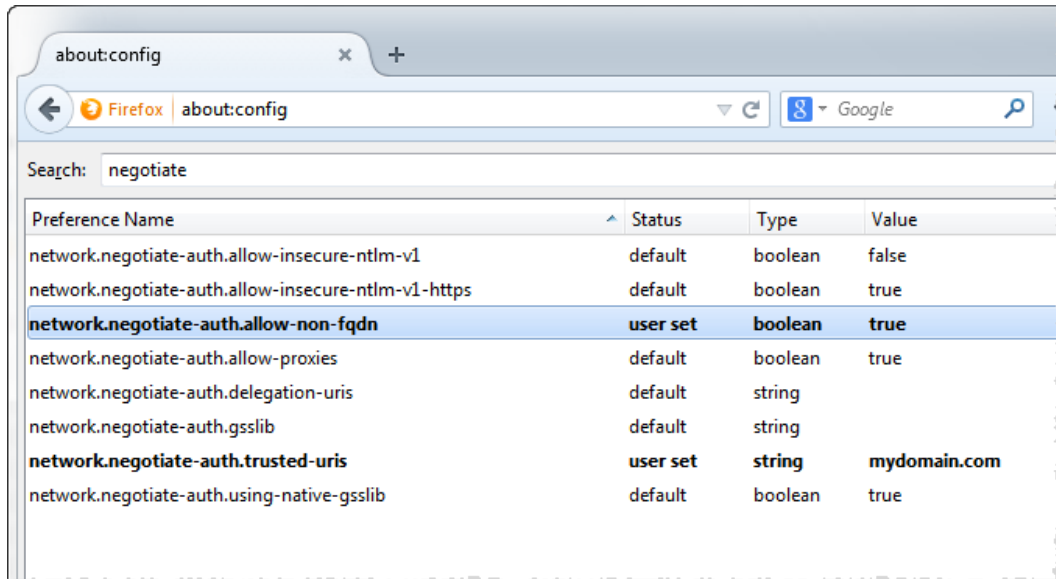 about:config
Firefox about:config Google
Search: negotiate
Preference Name Status Type Value
network.negotiate-auth.allow-insecure-ntlm-v1 default boolean false
network.negotiate-auth.allow-insecure-ntlm-v1-https default boolean true
network.negotiate-auth.allow-non-fqdn user set boolean true
network.negotiate-auth.allow-proxies default boolean true
network.negotiate-auth.delegation-uris default string
network.negotiate-auth.gsslib default string
network.negotiate-auth.trusted-uris user set string mydomain.com
network.negotiate-auth.using-native-gsslib default boolean true